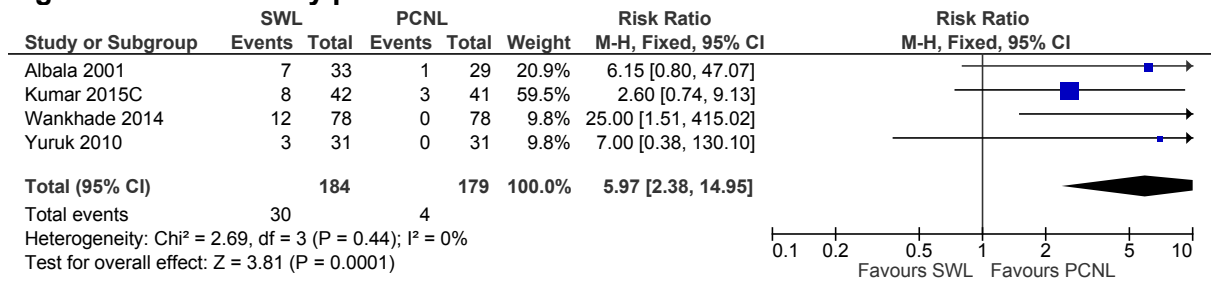 SWL PCNL Risk Ratio Risk Ratio
Study or Subgroup Events Total Events Total Weight M-H, Fixed, 95% CI M-H, Fixed, 95% CI
Albala 2001 7 33 1 29 20.9% 6.15 [0.80, 47.07]
Kumar 2015C 8 42 3 41 59.5% 2.60 [0.74, 9.13]
Wankhade 2014 12 78 0 78 9.8% 25.00 [1.51, 415.02]
Yuruk 2010 3 31 0 31 9.8% 7.00 [0.38, 130.10]
Total (95% CI) 184 179 100.0% 5.97 [2.38, 14.95]
Total events 30 4
Heterogeneity: Chi² = 2.69, df = 3 (P = 0.44); I² = 0%
Test for overall effect: Z = 3.81 (P = 0.0001)
0.1 0.2 0.5 1 2 5 10
Favours SWL Favours PCNL